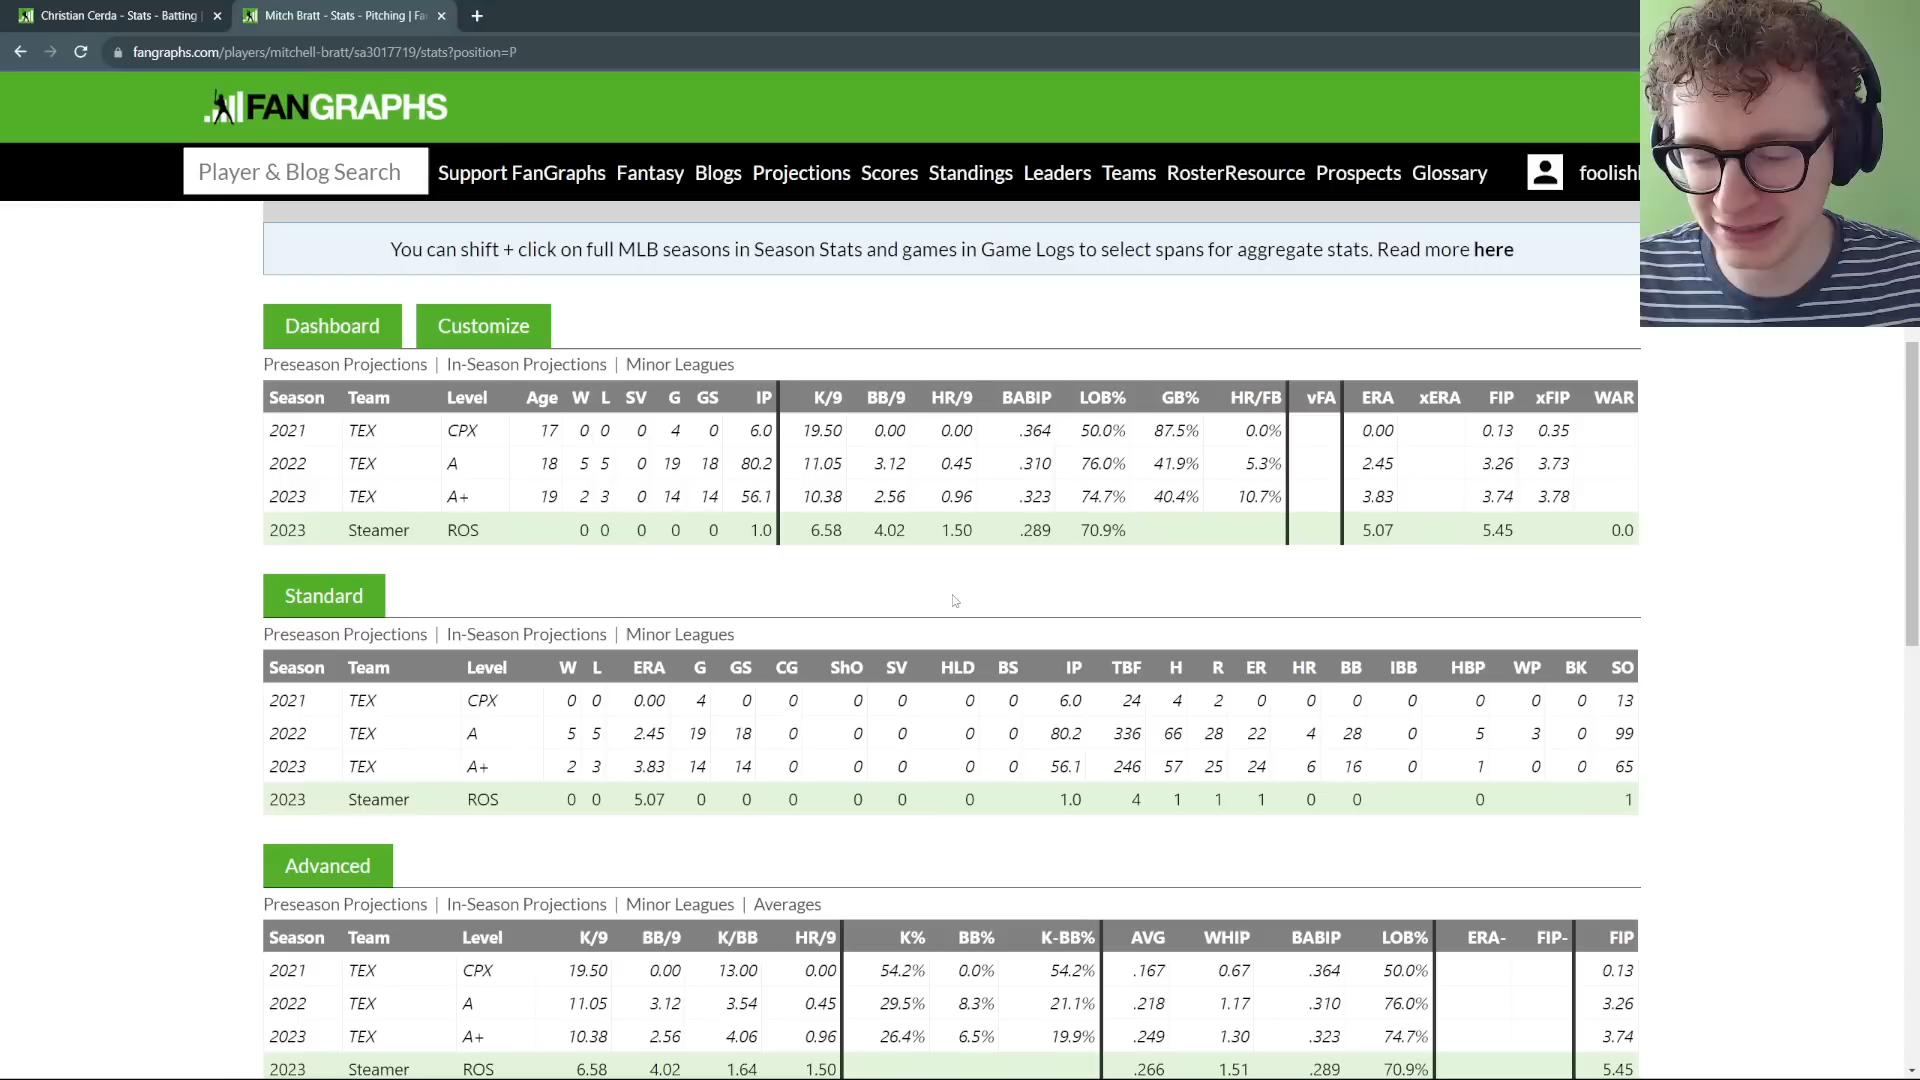 Christian Cerda - Stats - Batting |
Mitch Bratt - Stats - Pitching | Fa
fangraphs.com/players/mitchell-bratt/sa3017719/stats?position=P
FANGRAPHS
Player & Blog Search Support FanGraphs Fantasy Blogs Projections Scores Standings Leaders Teams RosterResource Prospects Glossary foolish
You can shift + click on full MLB seasons in Season Stats and games in Game Logs to select spans for aggregate stats. Read more here
Dashboard Customize
Preseason Projections | In-Season Projections | Minor Leagues
Season Team Level Age W L SV G GS IP K/9 BB/9 HR/9 BABIP LOB% GB% HR/FB vFA ERA xERA FIP xFIP WAR
2021 TEX CPX 17 0 0 0 4 0 6.0 19.50 0.00 0.00 .364 50.0% 87.5% 0.0% 0.00 0.13 0.35
2022 TEX A 18 5 5 0 19 18 80.2 11.05 3.12 0.45 .310 76.0% 41.9% 5.3% 2.45 3.26 3.73
2023 TEX A+ 19 2 3 0 14 14 56.1 10.38 2.56 0.96 .323 74.7% 40.4% 10.7% 3.83 3.74 3.78
2023 Steamer ROS 0 0 0 0 0 1.0 6.58 4.02 1.50 .289 70.9% 5.07 5.45 0.0
Standard
Preseason Projections | In-Season Projections | Minor Leagues
Season Team Level W L ERA G GS CG ShO SV HLD BS IP TBF H R ER HR BB IBB HBP WP BK SO
2021 TEX CPX 0 0 0.00 4 0 0 0 0 0 0 6.0 24 4 2 0 0 0 0 0 0 0 13
2022 TEX A 5 5 2.45 19 18 0 0 0 0 0 80.2 336 66 28 22 4 28 0 5 3 0 99
2023 TEX A+ 2 3 3.83 14 14 0 0 0 0 0 56.1 246 57 25 24 6 16 0 1 0 0 65
2023 Steamer ROS 0 0 5.07 0 0 0 0 0 0 1.0 4 1 1 1 0 0 0 1
Advanced
Preseason Projections | In-Season Projections | Minor Leagues | Averages
Season Team Level K/9 BB/9 K/BB HR/9 K% BB% K-BB% AVG WHIP BABIP LOB% ERA- FIP- FIP
2021 TEX CPX 19.50 0.00 13.00 0.00 54.2% 0.0% 54.2% .167 0.67 .364 50.0% 0.13
2022 TEX A 11.05 3.12 3.54 0.45 29.5% 8.3% 21.1% .218 1.17 .310 76.0% 3.26
2023 TEX A+ 10.38 2.56 4.06 0.96 26.4% 6.5% 19.9% .249 1.30 .323 74.7% 3.74
2023 Steamer ROS 6.58 4.02 1.64 1.50 .266 1.51 .289 70.9% 5.45